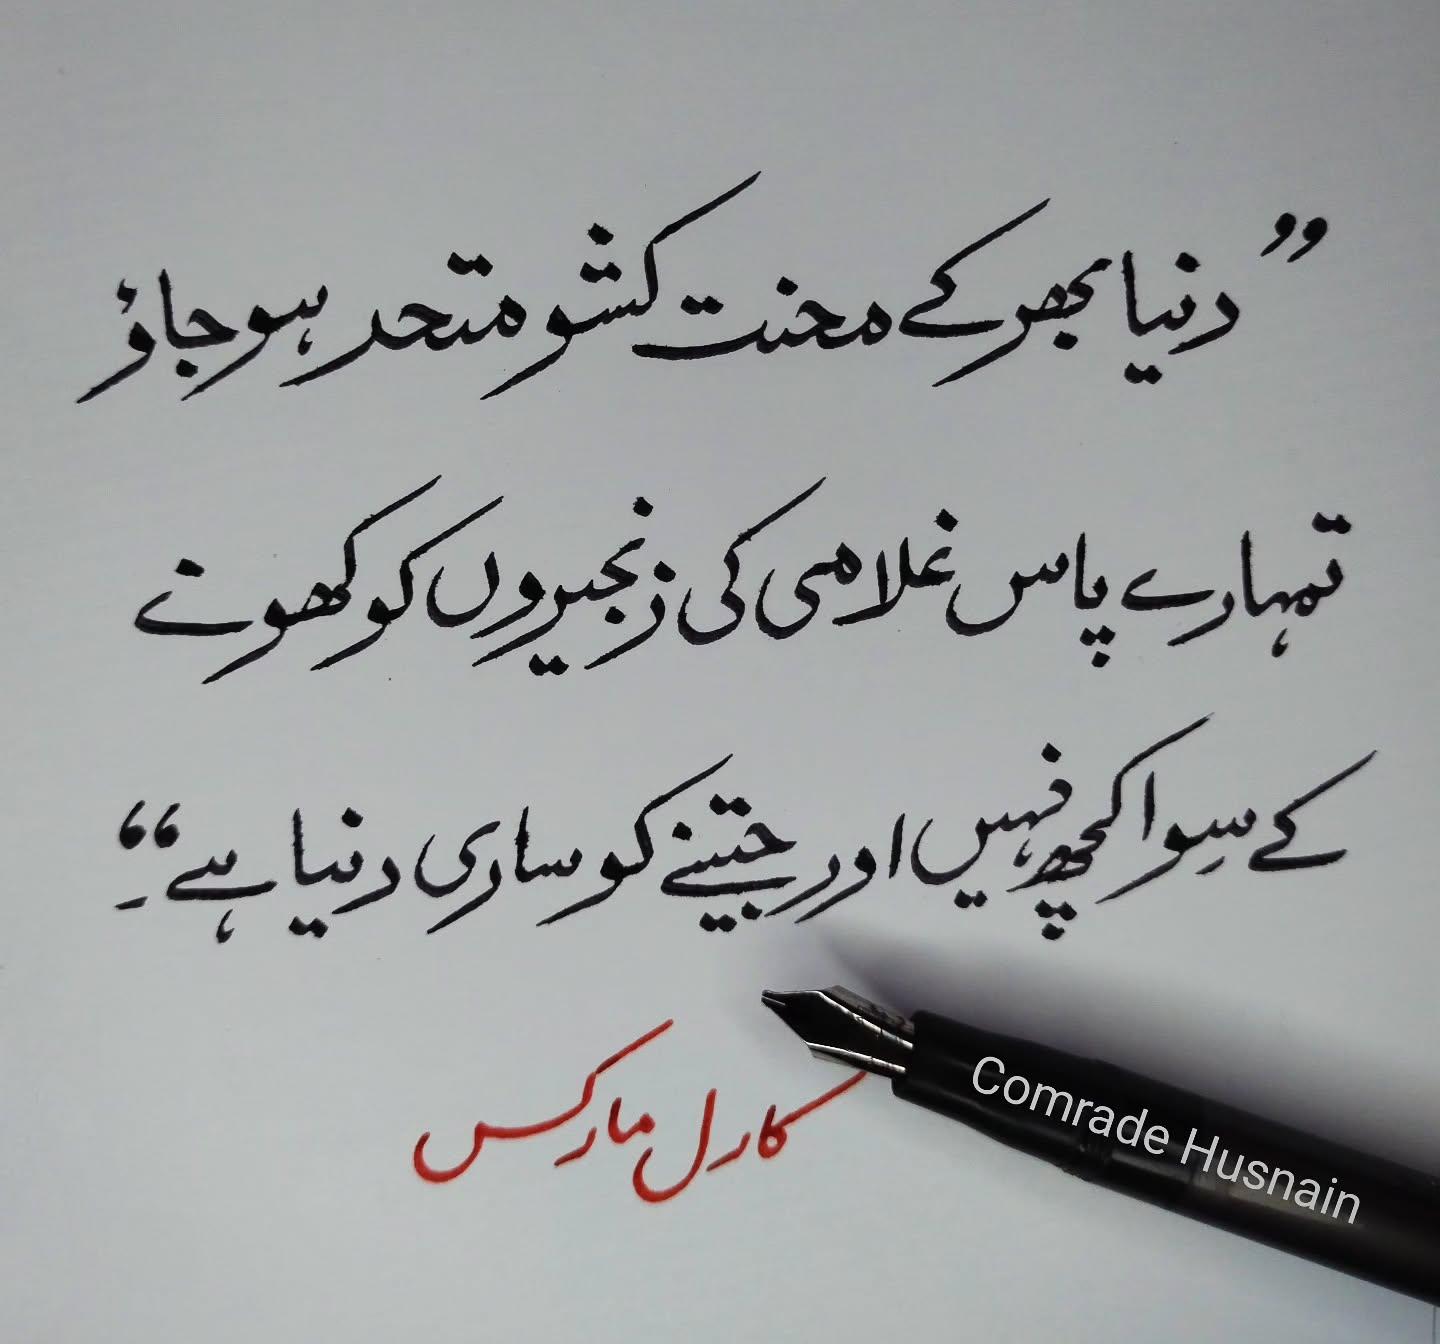 ”دنیا بھر کے محنت کشو متحد ہو جاؤ
تمہارے پاس غلامی کی زنجیروں کو کھونے
کے سِوا کچھ نہیں اور جیتنے کو ساری دنیا ہے“
کارل مارکس
Comrade Husnain